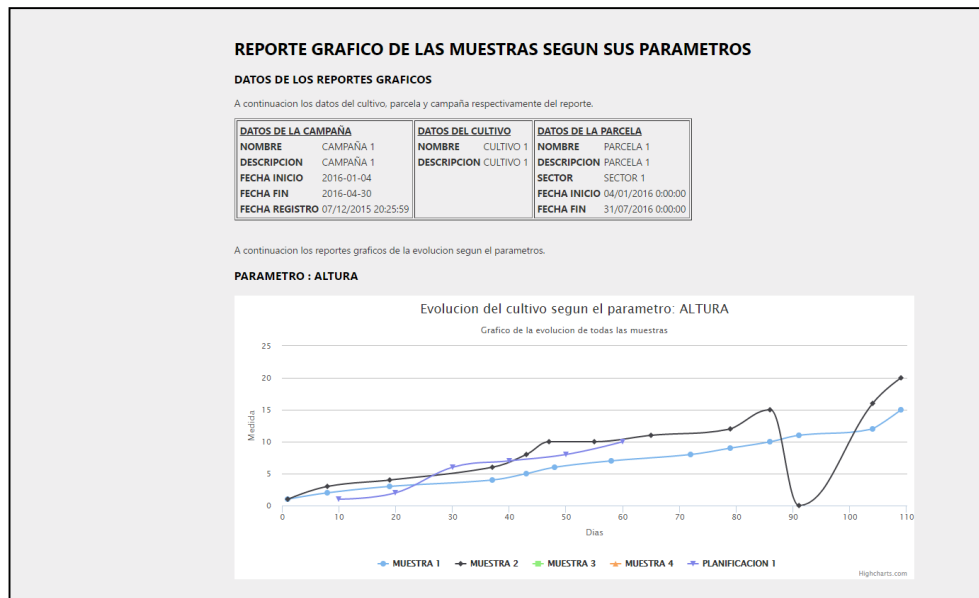 REPORTE GRAFICO DE LAS MUESTRAS SEGUN SUS PARAMETROS
DATOS DE LOS REPORTES GRAFICOS
A continuacion los datos del cultivo, parcela y campaña respectivamente del reporte.
DATOS DE LA CAMPAÑA DATOS DEL CULTIVO DATOS DE LA PARCELA
NOMBRE CAMPAÑA 1 NOMBRE CULTIVO 1 NOMBRE PARCELA 1
DESCRIPCION CAMPAÑA 1 DESCRIPCION CULTIVO 1 DESCRIPCION PARCELA 1
FECHA INICIO 2016-01-04 SECTOR SECTOR 1
FECHA FIN 2016-04-30 FECHA INICIO 04/01/2016 0:00:00
FECHA REGISTRO 07/12/2015 20:25:59 FECHA FIN 31/07/2016 0:00:00
A continuacion los reportes graficos de la evolucion segun el parametros.
PARAMETRO : ALTURA
Evolucion del cultivo segun el parametro: ALTURA
Grafico de la evolucion de todas las muestras
Medida
25
20
15
10
5
0
0 10 20 30 40 50 60 70 80 90 100 110
Dias
MUESTRA 1 MUESTRA 2 MUESTRA 3 MUESTRA 4 PLANIFICACION 1
Highcharts.com